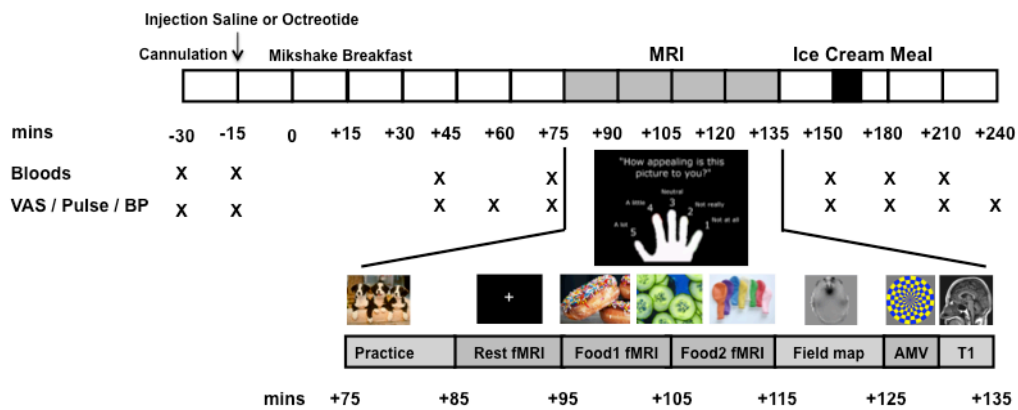 Injection Saline or Octreotide
Cannulation
Mikshake Breakfast
MRI
Ice Cream Meal
mins -30 -15 0 +15 +30 +45 +60 +75 +90 +105 +120 +135 +150 +180 +210 +240
Bloods X X X X X X X
VAS / Pulse / BP X X X X X X X X X
"How appealing is this
picture to you?"
Neutral
A little 4 3 2 Not really
A lot 5 1 Not at all
Practice Rest fMRI Food1 fMRI Food2 fMRI Field map AMV T1
mins +75 +85 +95 +105 +115 +125 +135